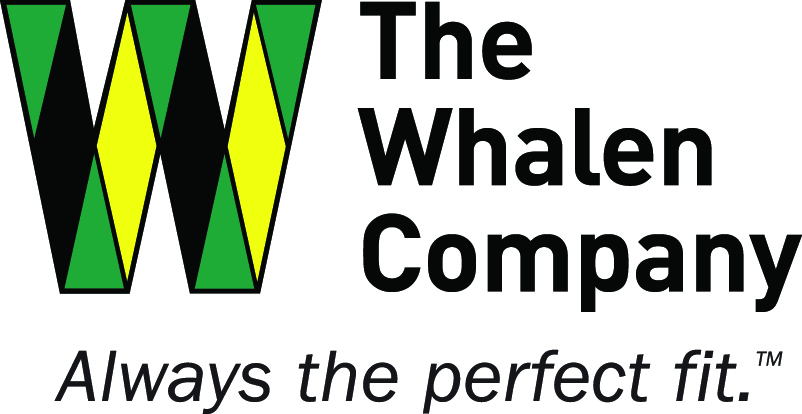 The
Whalen
Company
Always the perfect fit.™